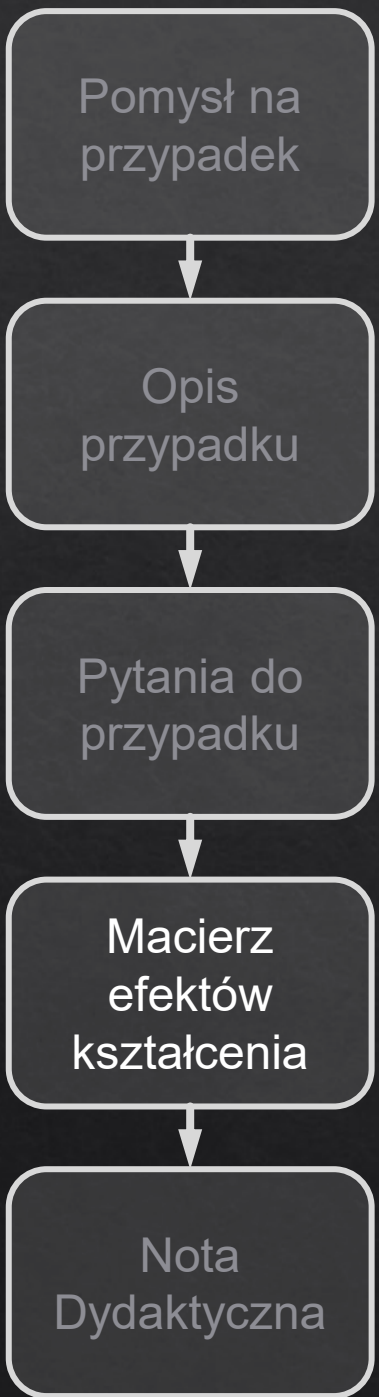 Pomysł na
przypadek
Opis
przypadku
Pytania do
przypadku
Macierz
efektów
kształcenia
Nota
Dydaktyczna